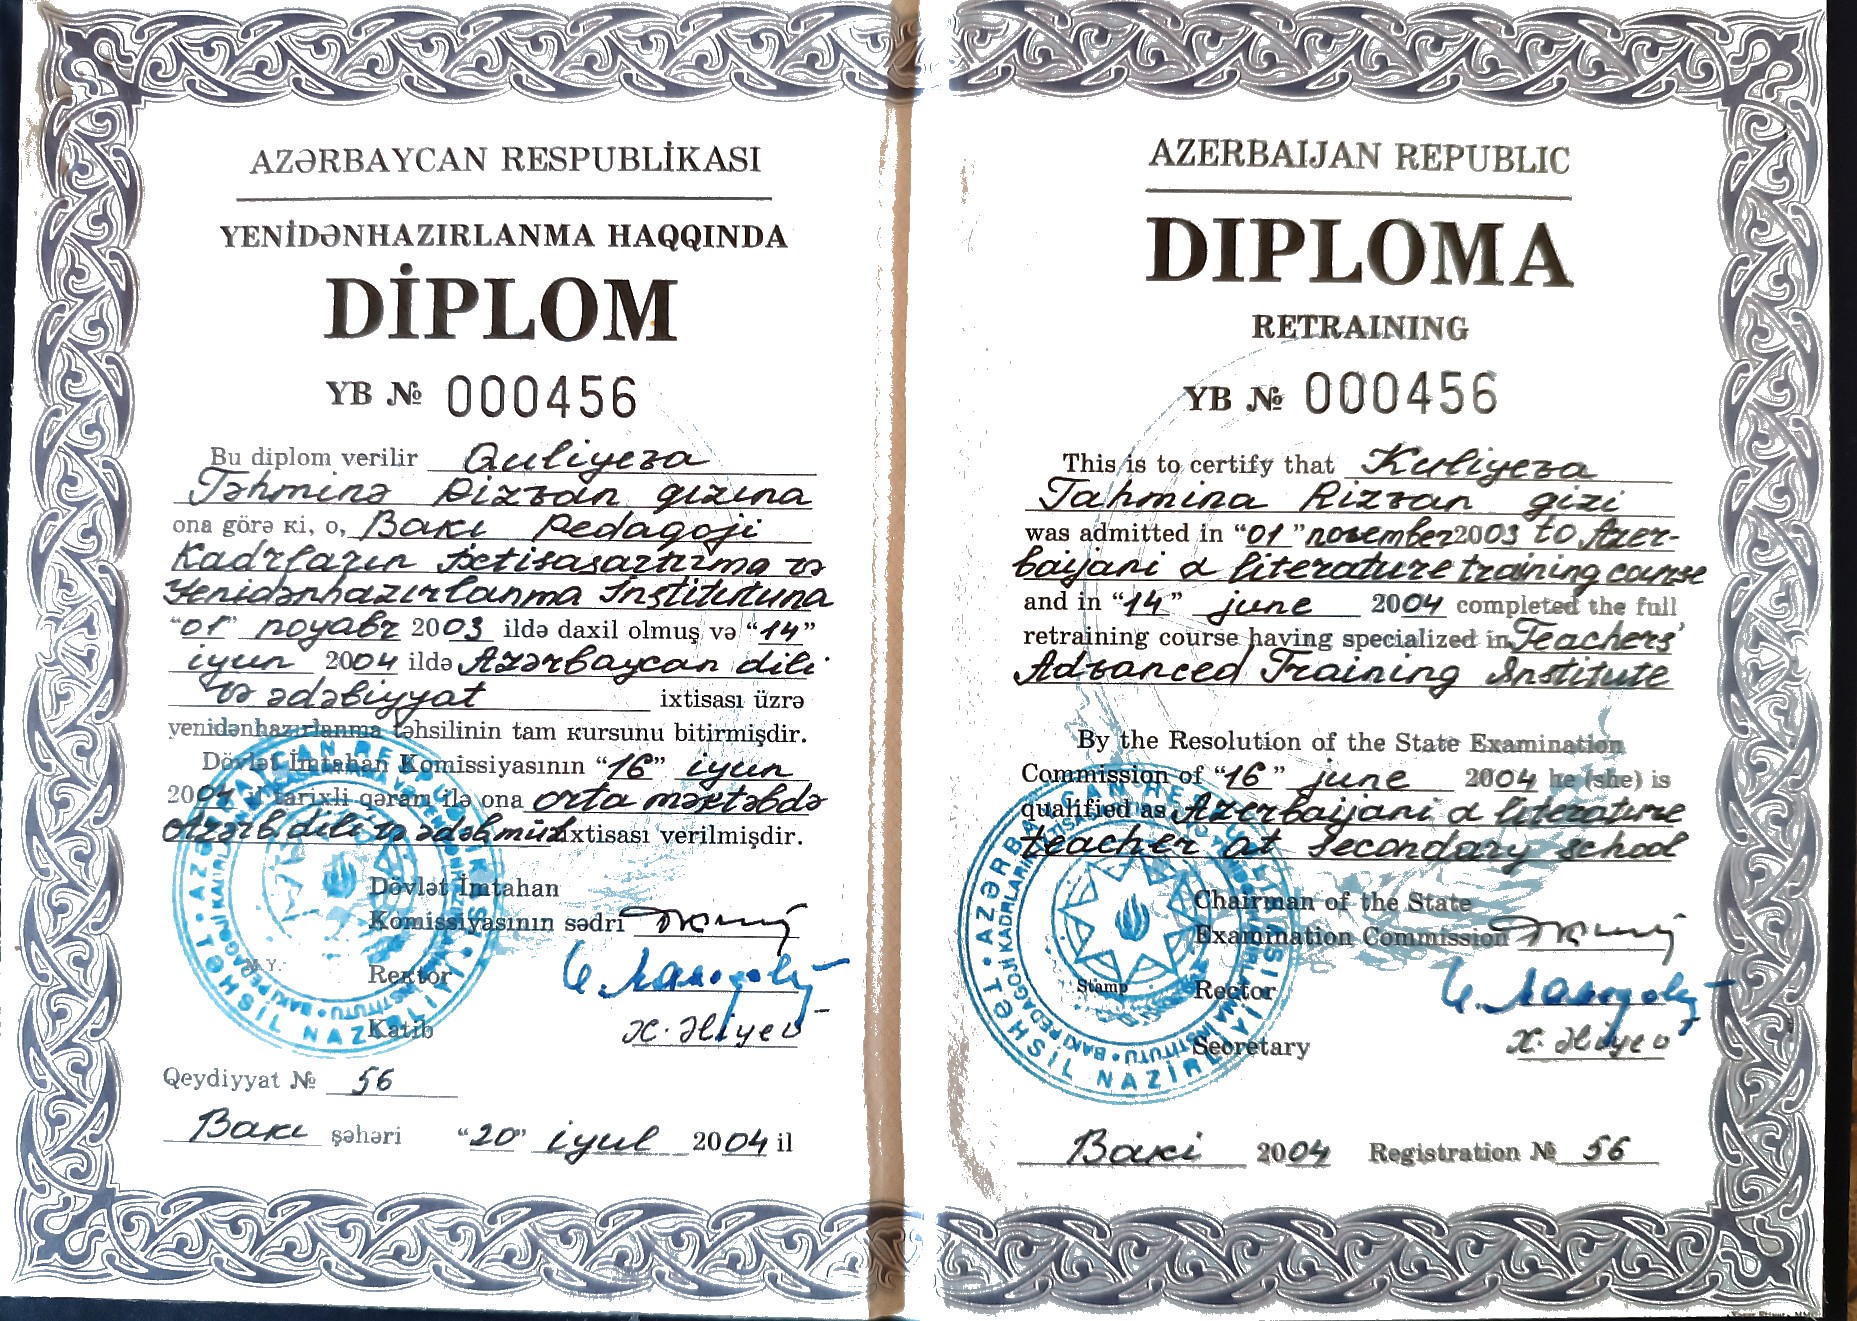 AZƏRBAYCAN RESPUBLİKASI
YENİDƏNHAZIRLANMA HAQQINDA
DİPLOM
YB № 000456
Bu diplom verilir Quliyeva
Təhminə Rizvan qızına
ona görə ki, o, Bakı Pedaqoji
Kadrların İxtisasartırma və
Yenidənhazırlanma İnstitutuna
"01" noyabr 2003 ildə daxil olmuş və "14"
iyun 2004 ildə Azərbaycan dili
və ədəbiyyat ixtisası üzrə
yenidənhazırlanma təhsilinin tam kursunu bitirmişdir.
Dövlət İmtahan Komissiyasının "16" iyun
2004 il tarixli qərarı ilə ona orta məktəbdə
Azərb. dili və ədəb. müəl. ixtisası verilmişdir.
Dövlət İmtahan
Komissiyasının sədri
M.Y.
Rektor
Katib X. Əliyev
Qeydiyyat № 56
Bakı şəhəri "20" iyul 2004 il
AZERBAIJAN REPUBLIC
DIPLOMA
RETRAINING
YB № 000456
This is to certify that Kuliyeva
Tahmina Rizvan gizi
was admitted in "01" november 2003 to Azer-
baijani & literature training course
and in "14" june 2004 completed the full
retraining course having specialized in Teachers'
Advanced Training Institute
By the Resolution of the State Examination
Commission of "16" june 2004 he (she) is
qualified as Azerbaijani & literature
teacher at secondary school
Chairman of the State
Examination Commission
Stamp
Rector
Secretary X. Əliyev
Baki 2004 Registration № 56